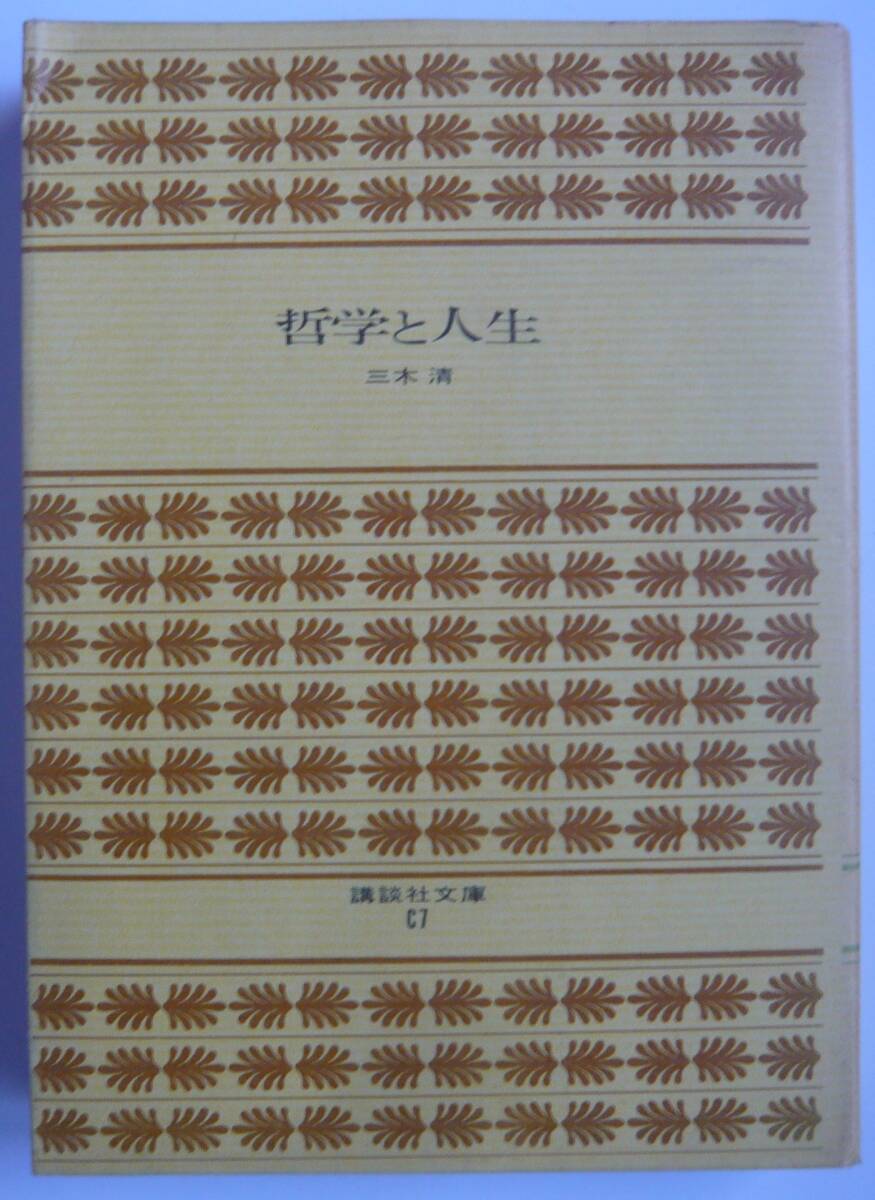 哲学と人生
三木 清
講談社文庫
C7